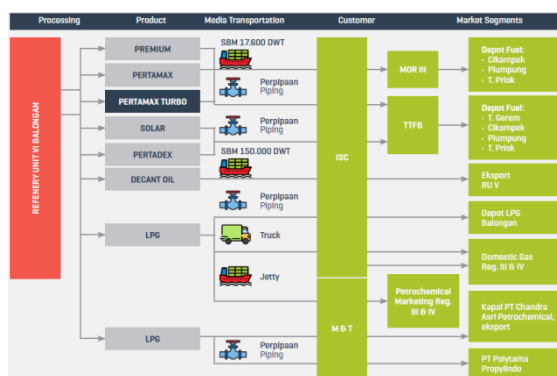 Processing
Product
Media Transportation
Customer
Market Segments
REFENERY UNIT VI BALONGAN
PREMIUM
PERTAMAX
PERTAMAX TURBO
SOLAR
PERTADEX
DECANT OIL
LPG
LPG
SBM 17.600 DWT
Perpipaan
Piping
Perpipaan
Piping
SBM 150.000 DWT
Perpipaan
Piping
Truck
Jetty
Perpipaan
Piping
ISC
M & T
MOR III
TTFB
Petrochemical
Marketing Reg.
III & IV
Depot Fuel:
- Cikampek
- Plumpung
- T. Priok
Depot Fuel:
- T. Gerem
- Cikampek
- Plumpung
- T. Priok
Eksport
RU V
Depot LPG
Balongan
Domestic Gas
Reg. III & IV
Kapal PT Chandra
Asri Petrochemical,
eksport
PT Polytama
Propylindo